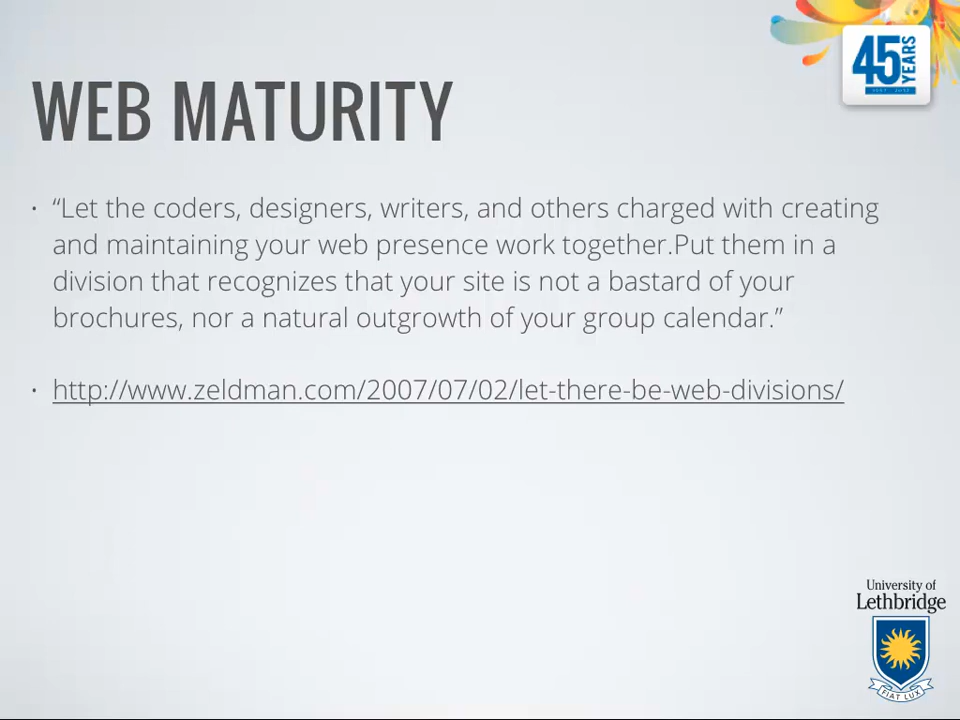 45
YEARS
1967 - 2012
WEB MATURITY
· “Let the coders, designers, writers, and others charged with creating
and maintaining your web presence work together.Put them in a
division that recognizes that your site is not a bastard of your
brochures, nor a natural outgrowth of your group calendar.”
· http://www.zeldman.com/2007/07/02/let-there-be-web-divisions/
University of
Lethbridge
FIAT LUX